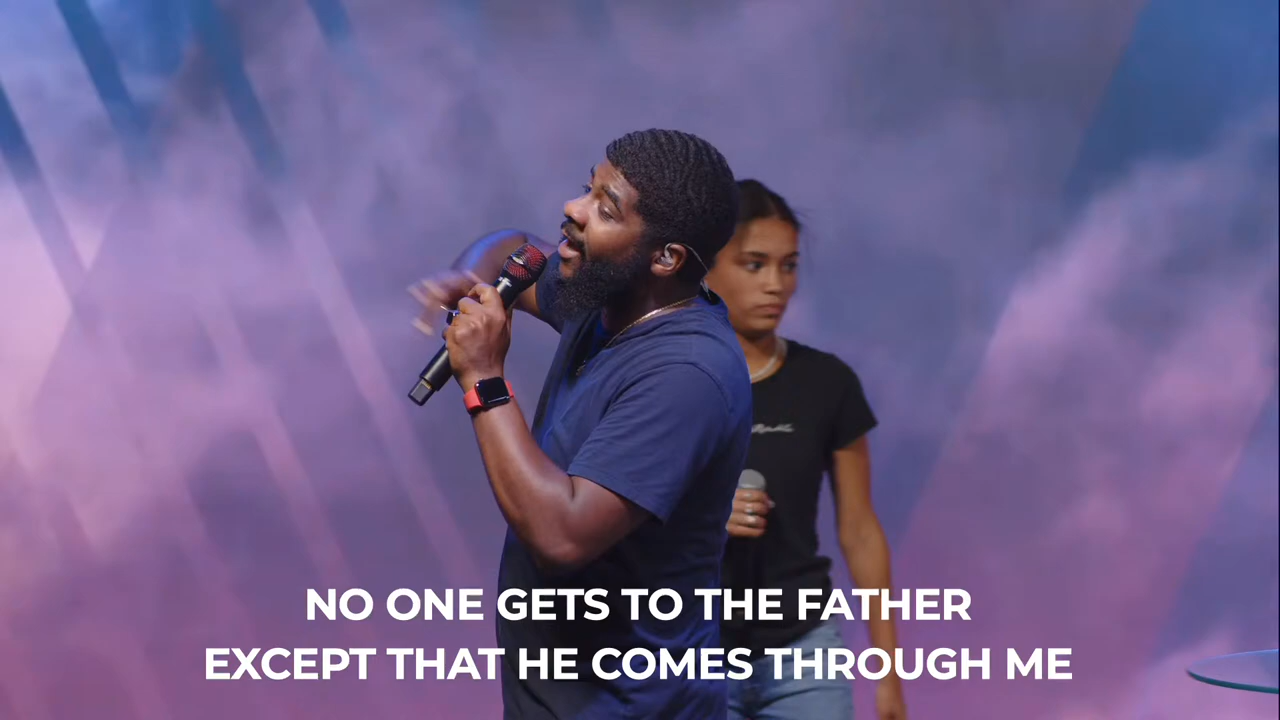 NO ONE GETS TO THE FATHER
EXCEPT THAT HE COMES THROUGH ME